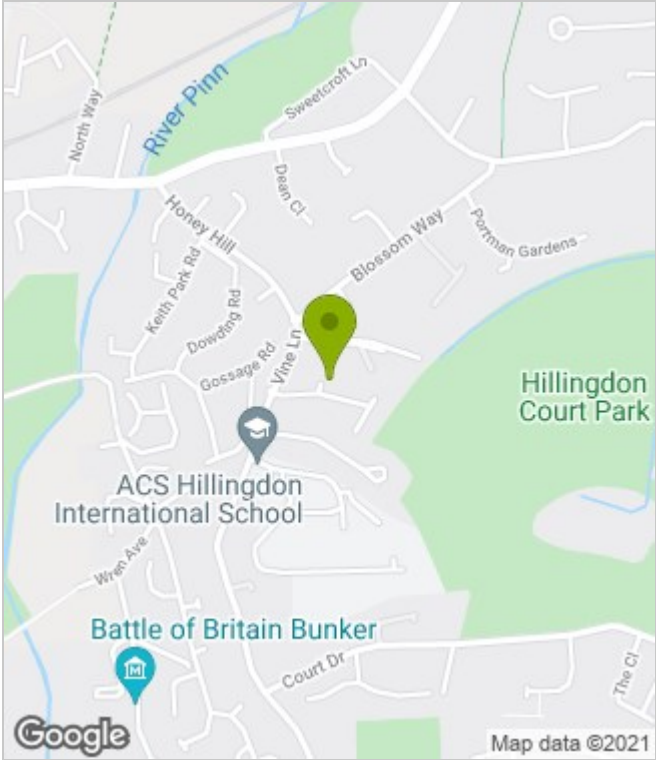 North Way
River Pinn
Sweetcroft Ln
Dean Cl
Honey Hill
Blossom Way
Portman Gardens
Keith Park Rd
Dowding Rd
Gossage Rd
Vine Ln
Hillingdon
Court Park
ACS Hillingdon
International School
Wren Ave
Battle of Britain Bunker
M
Court Dr
The Cl
Google
Map data ©2021